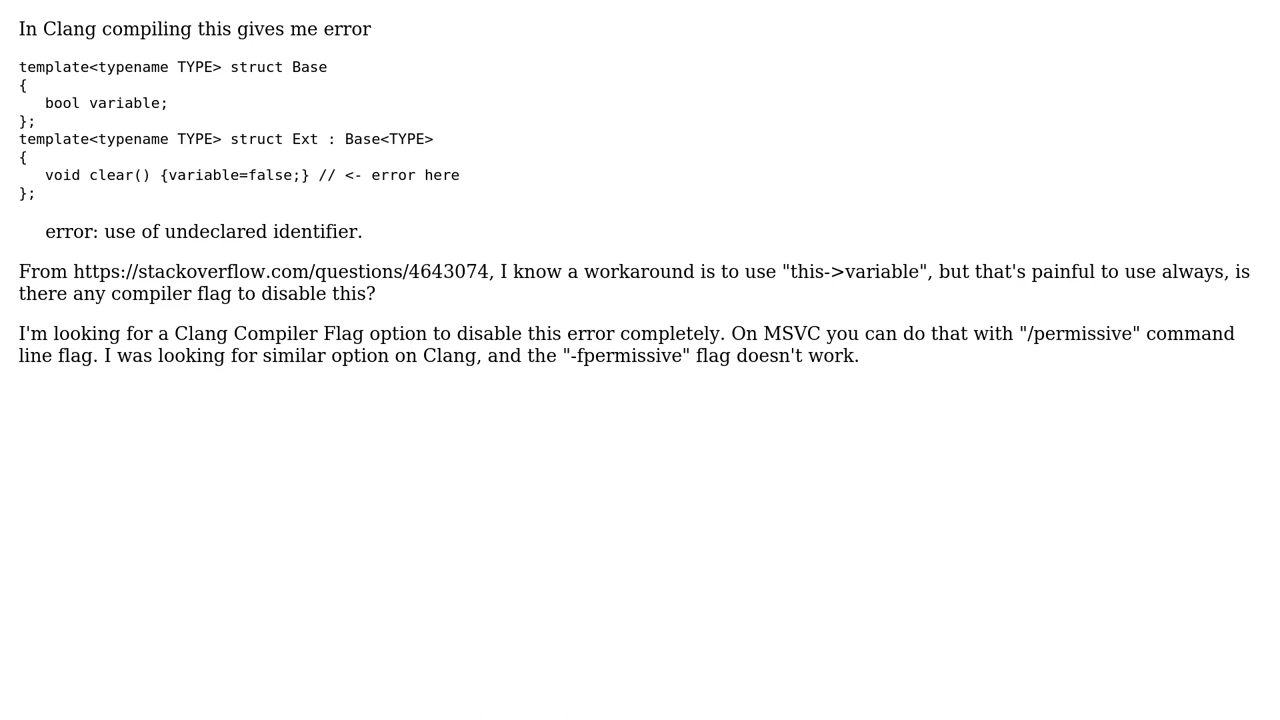 In Clang compiling this gives me error
template<typename TYPE> struct Base
{
   bool variable;
};
template<typename TYPE> struct Ext : Base<TYPE>
{
   void clear() {variable=false;} // <- error here
};
error: use of undeclared identifier.
From https://stackoverflow.com/questions/4643074, I know a workaround is to use "this->variable", but that's painful to use always, is
there any compiler flag to disable this?
I'm looking for a Clang Compiler Flag option to disable this error completely. On MSVC you can do that with "/permissive" command
line flag. I was looking for similar option on Clang, and the "-fpermissive" flag doesn't work.